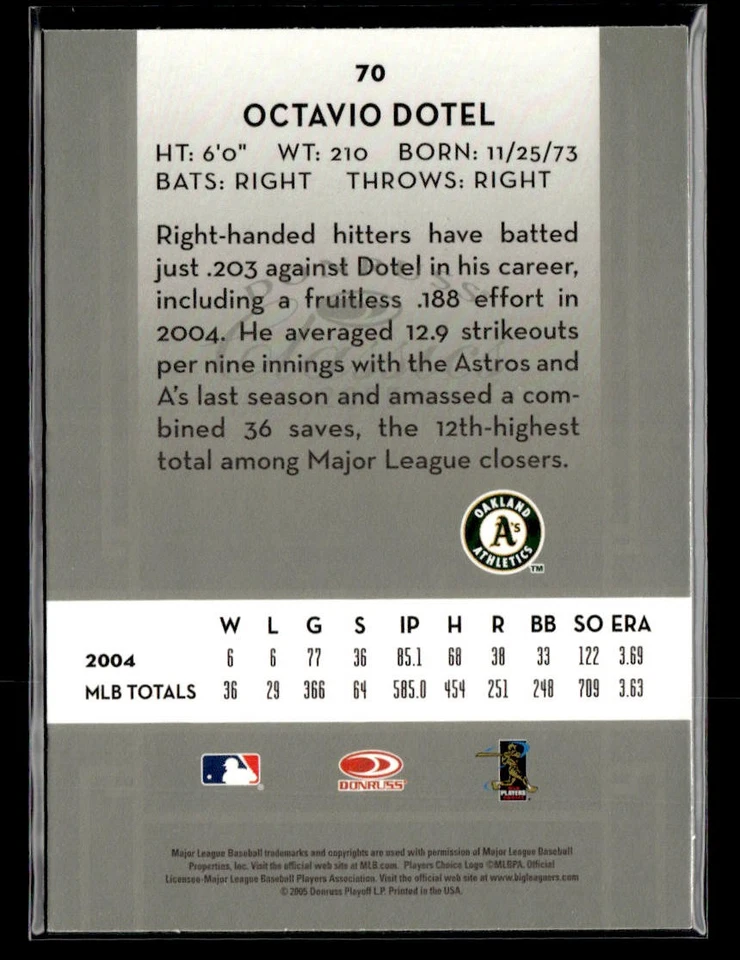 70
OCTAVIO DOTEL
HT: 6'0" WT: 210 BORN: 11/25/73
BATS: RIGHT THROWS: RIGHT
Right-handed hitters have batted
just .203 against Dotel in his career,
including a fruitless .188 effort in
2004. He averaged 12.9 strikeouts
per nine innings with the Astros and
A's last season and amassed a com-
bined 36 saves, the 12th-highest
total among Major League closers.
OAKLAND
A's
ATHLETICS
TM
W L G S IP H R BB SO ERA
2004 6 6 77 36 85.1 68 38 33 122 3.69
MLB TOTALS 36 29 366 64 585.0 454 251 248 709 3.63
DONRUSS
PLAYERS
Major League Baseball trademarks and copyrights are used with permission of Major League Baseball
Properties, Inc. Visit the official web site at MLB.com. Players Choice Logo ©MLBPA. Official
Licensee-Major League Baseball Players Association. Visit the official web site at www.bigleaguers.com
© 2005 Donruss Playoff L.P. Printed in the USA.